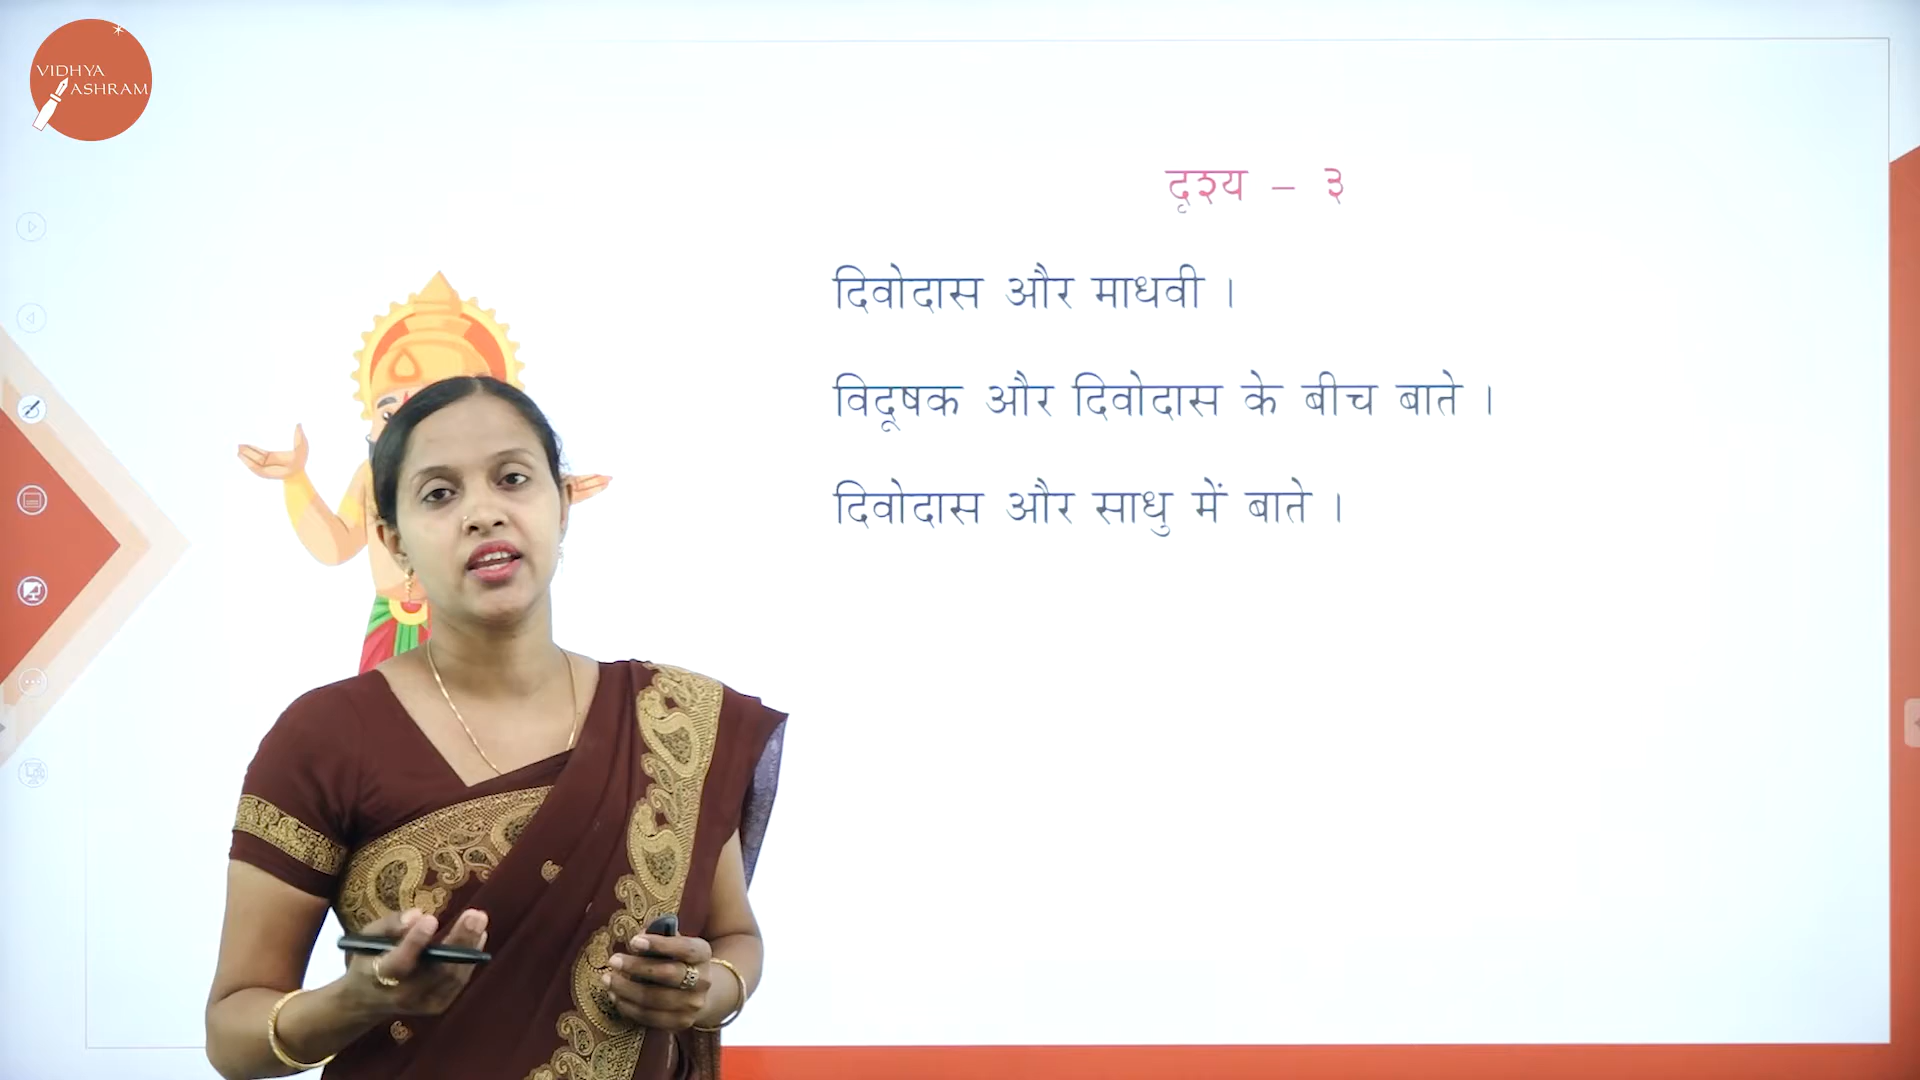 VIDHYA
ASHRAM
दृश्य – ३
दिवोदास और माधवी ।
विदूषक और दिवोदास के बीच बाते ।
दिवोदास और साधु में बाते ।